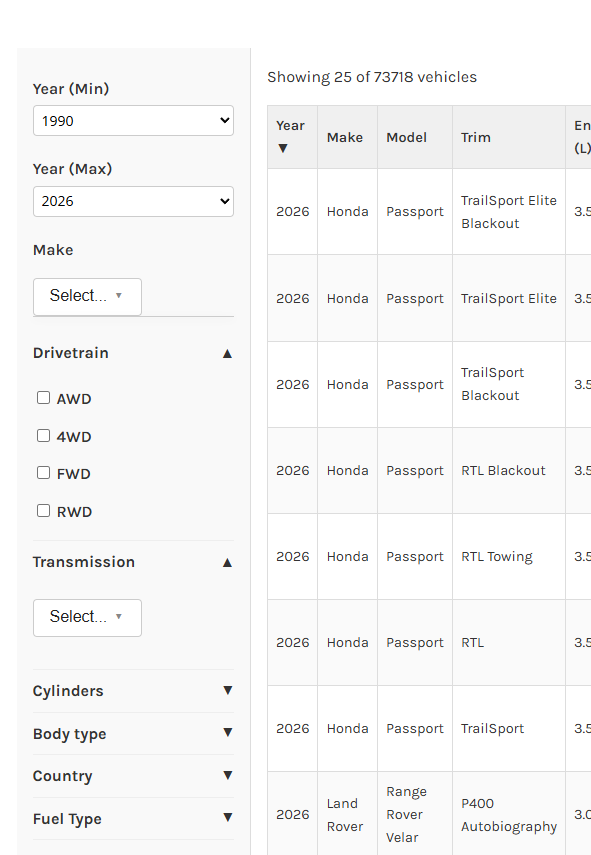 Year (Min)
1990
Year (Max)
2026
Make
Select... ▼
Drivetrain ▲
AWD
4WD
FWD
RWD
Transmission ▲
Select... ▼
Cylinders ▼
Body type ▼
Country ▼
Fuel Type ▼
Showing 25 of 73718 vehicles
Year Make Model Trim En
▼ (L)
2026 Honda Passport TrailSport Elite 3.5
Blackout
2026 Honda Passport TrailSport Elite 3.5
2026 Honda Passport TrailSport 3.5
Blackout
2026 Honda Passport RTL Blackout 3.5
2026 Honda Passport RTL Towing 3.5
2026 Honda Passport RTL 3.5
2026 Honda Passport TrailSport 3.5
2026 Land Range P400 3.0
Rover Rover Autobiography
Velar